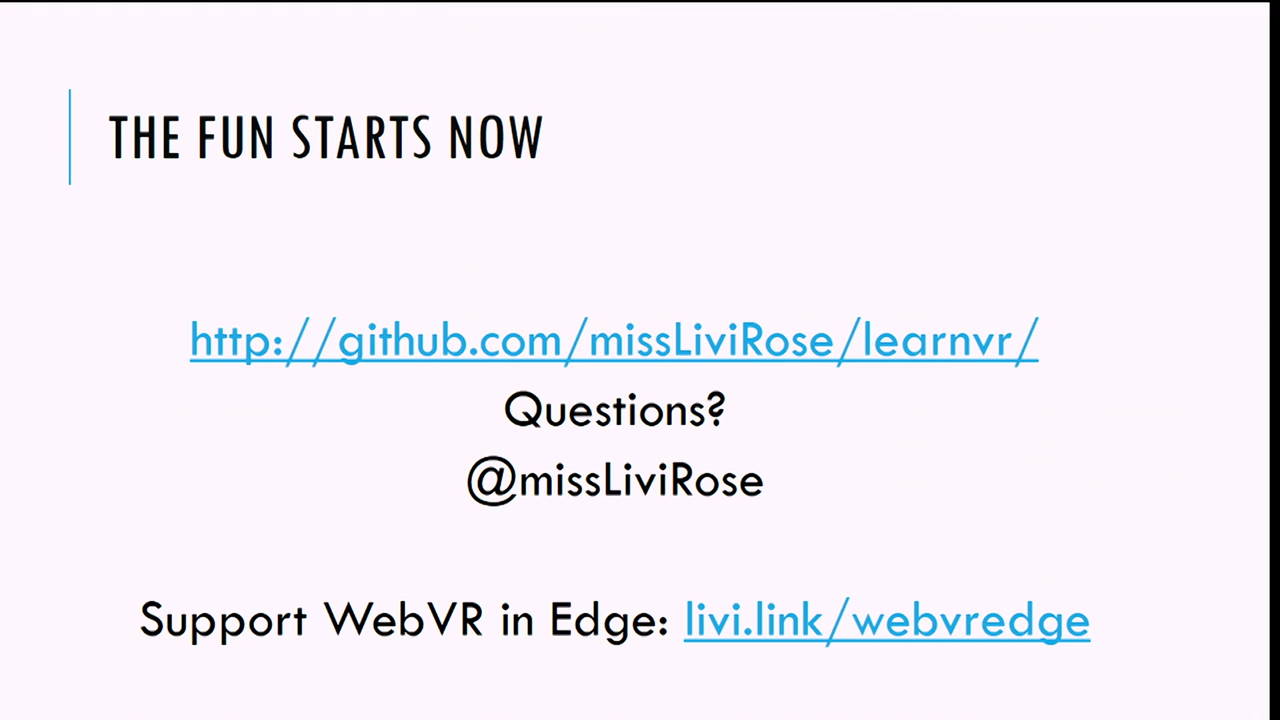 THE FUN STARTS NOW
http://github.com/missLiviRose/learnvr/
Questions?
@missLiviRose
Support WebVR in Edge: livi.link/webvredge